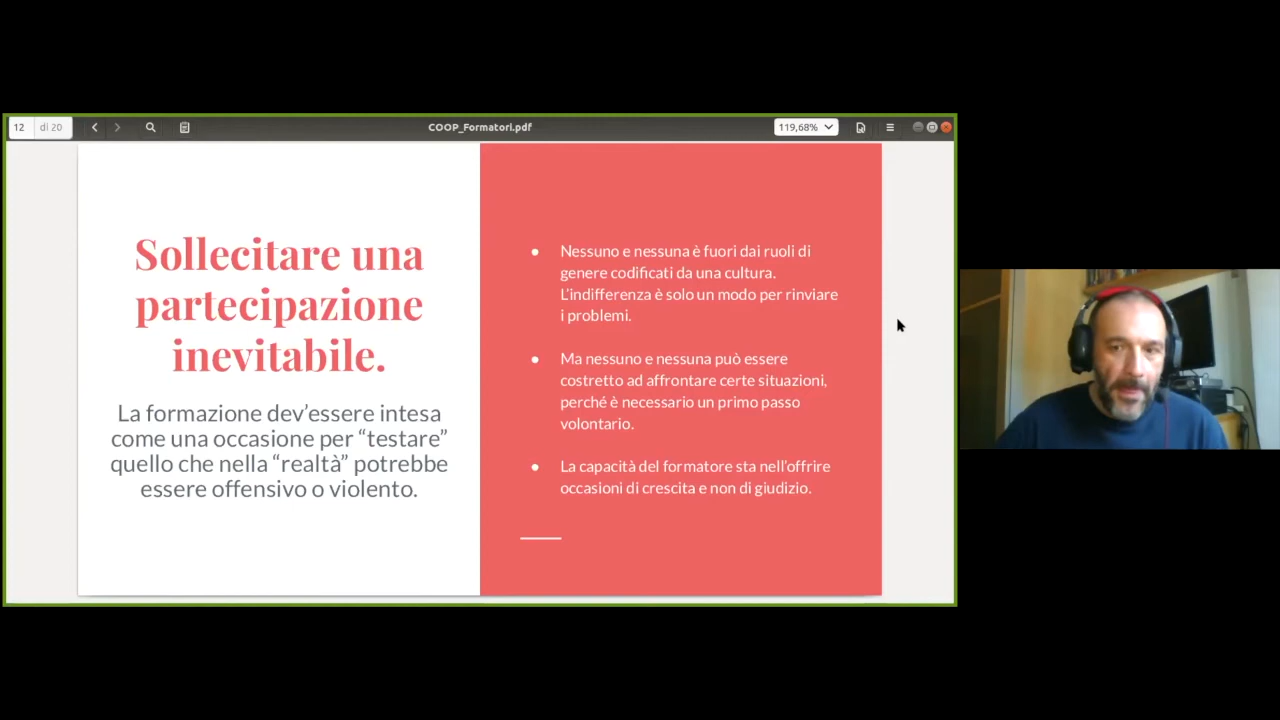 12 di 20
COOP_Formatori.pdf
119,68%
Sollecitare una
partecipazione
inevitabile.
La formazione dev’essere intesa
come una occasione per “testare”
quello che nella “realtà” potrebbe
essere offensivo o violento.
● Nessuno e nessuna è fuori dai ruoli di
genere codificati da una cultura.
L’indifferenza è solo un modo per rinviare
i problemi.
● Ma nessuno e nessuna può essere
costretto ad affrontare certe situazioni,
perché è necessario un primo passo
volontario.
● La capacità del formatore sta nell’offrire
occasioni di crescita e non di giudizio.